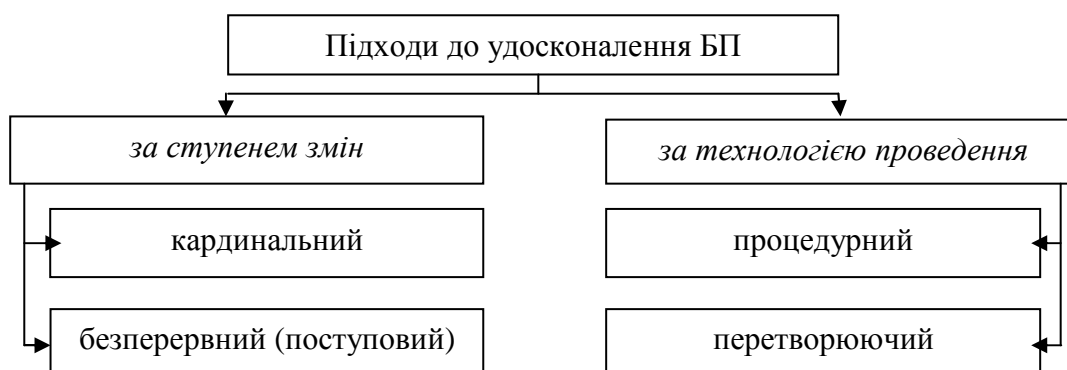 Підходи до удосконалення БП
за ступенем змін
за технологією проведення
кардинальний
процедурний
безперервний (поступовий)
перетворюючий